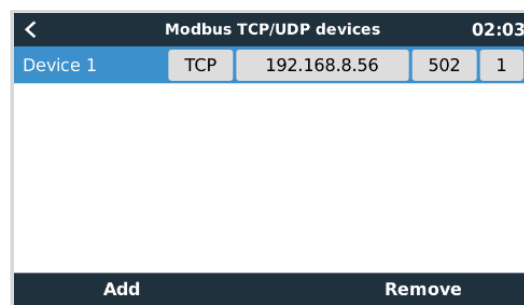 Modbus TCP/UDP devices 02:03
Device 1 TCP 192.168.8.56 502 1
Add Remove